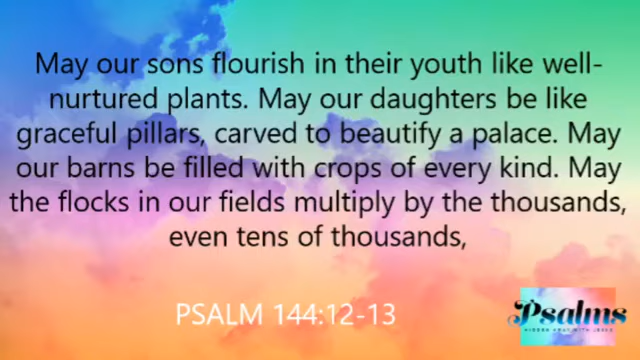 May our sons flourish in their youth like well-
nurtured plants. May our daughters be like
graceful pillars, carved to beautify a palace. May
our barns be filled with crops of every kind. May
the flocks in our fields multiply by the thousands,
even tens of thousands,
PSALM 144:12-13
Psalms
WITH JESUS